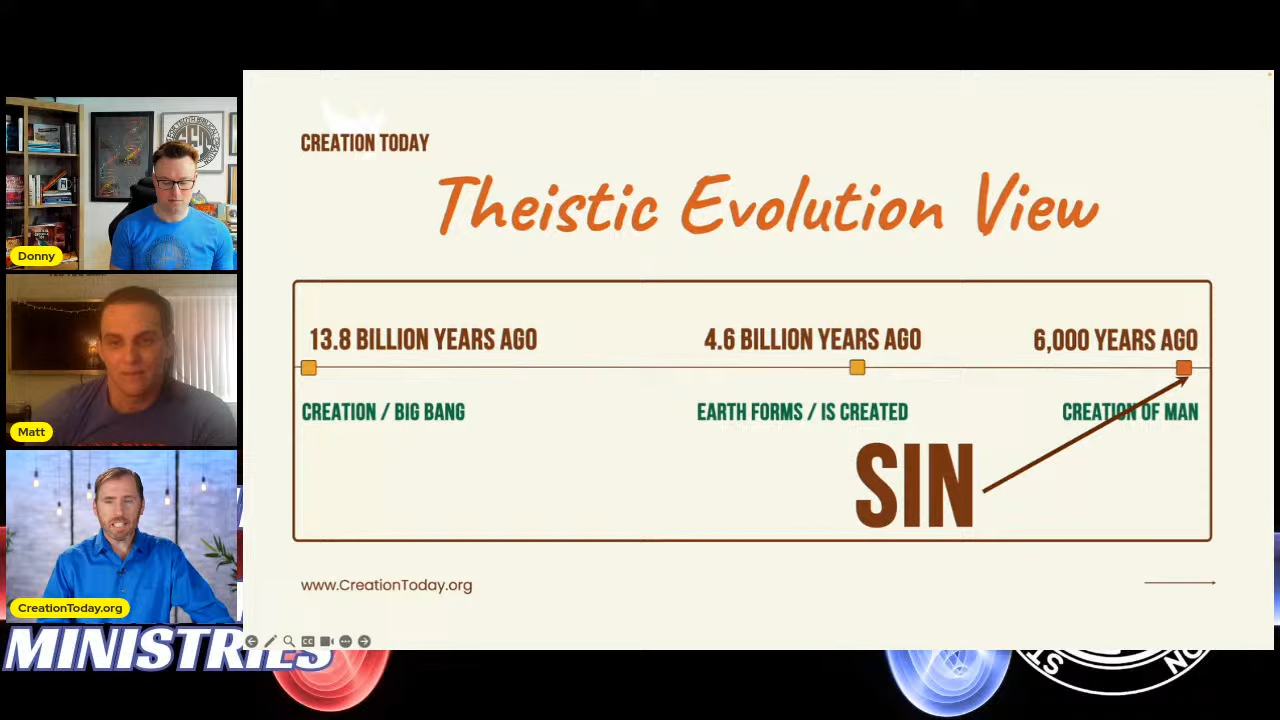 CREATION TODAY
Theistic Evolution View
13.8 BILLION YEARS AGO
4.6 BILLION YEARS AGO
6,000 YEARS AGO
CREATION / BIG BANG
EARTH FORMS / IS CREATED
CREATION OF MAN
SIN
www.CreationToday.org
Donny
Matt
CreationToday.org
MINISTRIES